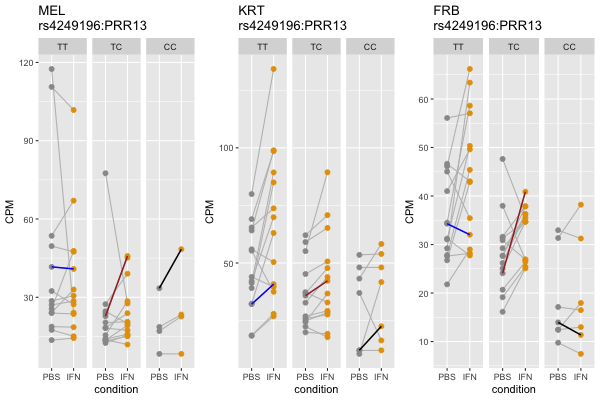 MEL
rs4249196:PRR13
TT TC CC
CPM
120
90
60
30
PBS IFN PBS IFN PBS IFN
condition
KRT
rs4249196:PRR13
TT TC CC
CPM
100
50
PBS IFN PBS IFN PBS IFN
condition
FRB
rs4249196:PRR13
TT TC CC
CPM
60
50
40
30
20
10
PBS IFN PBS IFN PBS IFN
condition